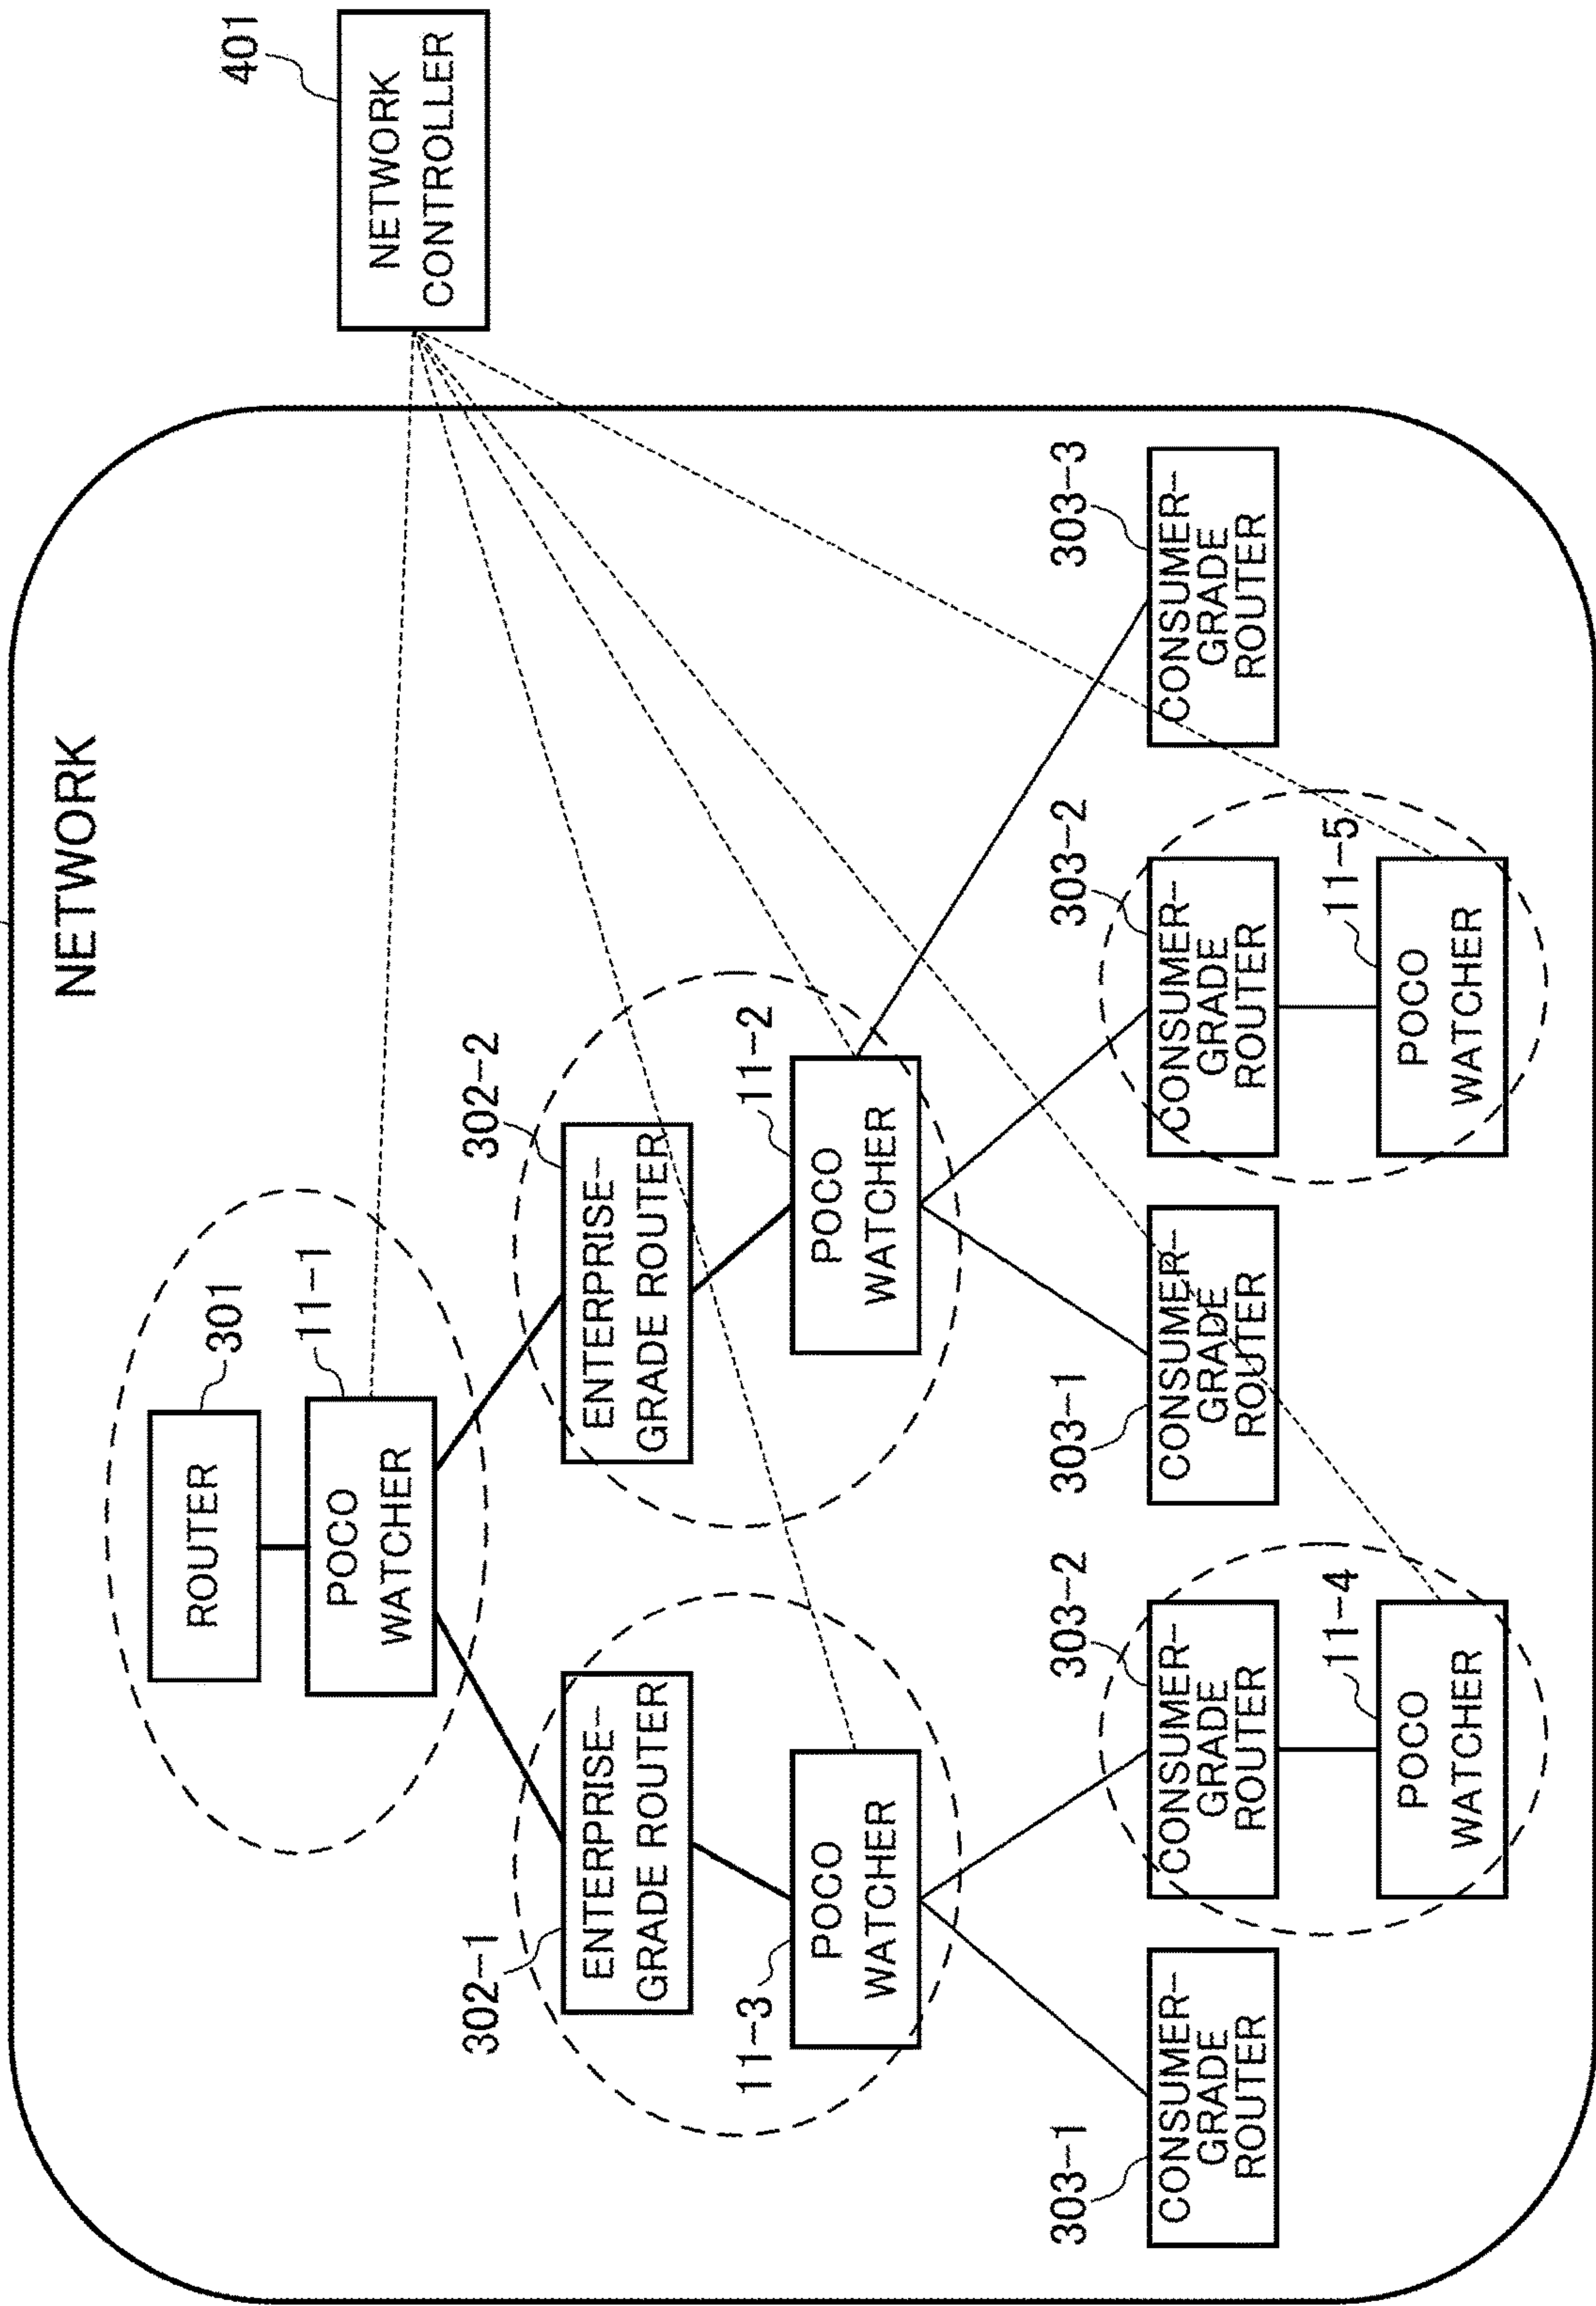 NETWORK
401
NETWORK
CONTROLLER
301
ROUTER
11-1
POCO
WATCHER
302-1
ENTERPRISE-
GRADE ROUTER
302-2
ENTERPRISE-
GRADE ROUTER
11-3
POCO
WATCHER
11-2
POCO
WATCHER
303-1
CONSUMER-
GRADE
ROUTER
303-2
CONSUMER-
GRADE
ROUTER
303-1
CONSUMER-
GRADE
ROUTER
303-2
CONSUMER-
GRADE
ROUTER
303-3
CONSUMER-
GRADE
ROUTER
11-4
POCO
WATCHER
11-5
POCO
WATCHER